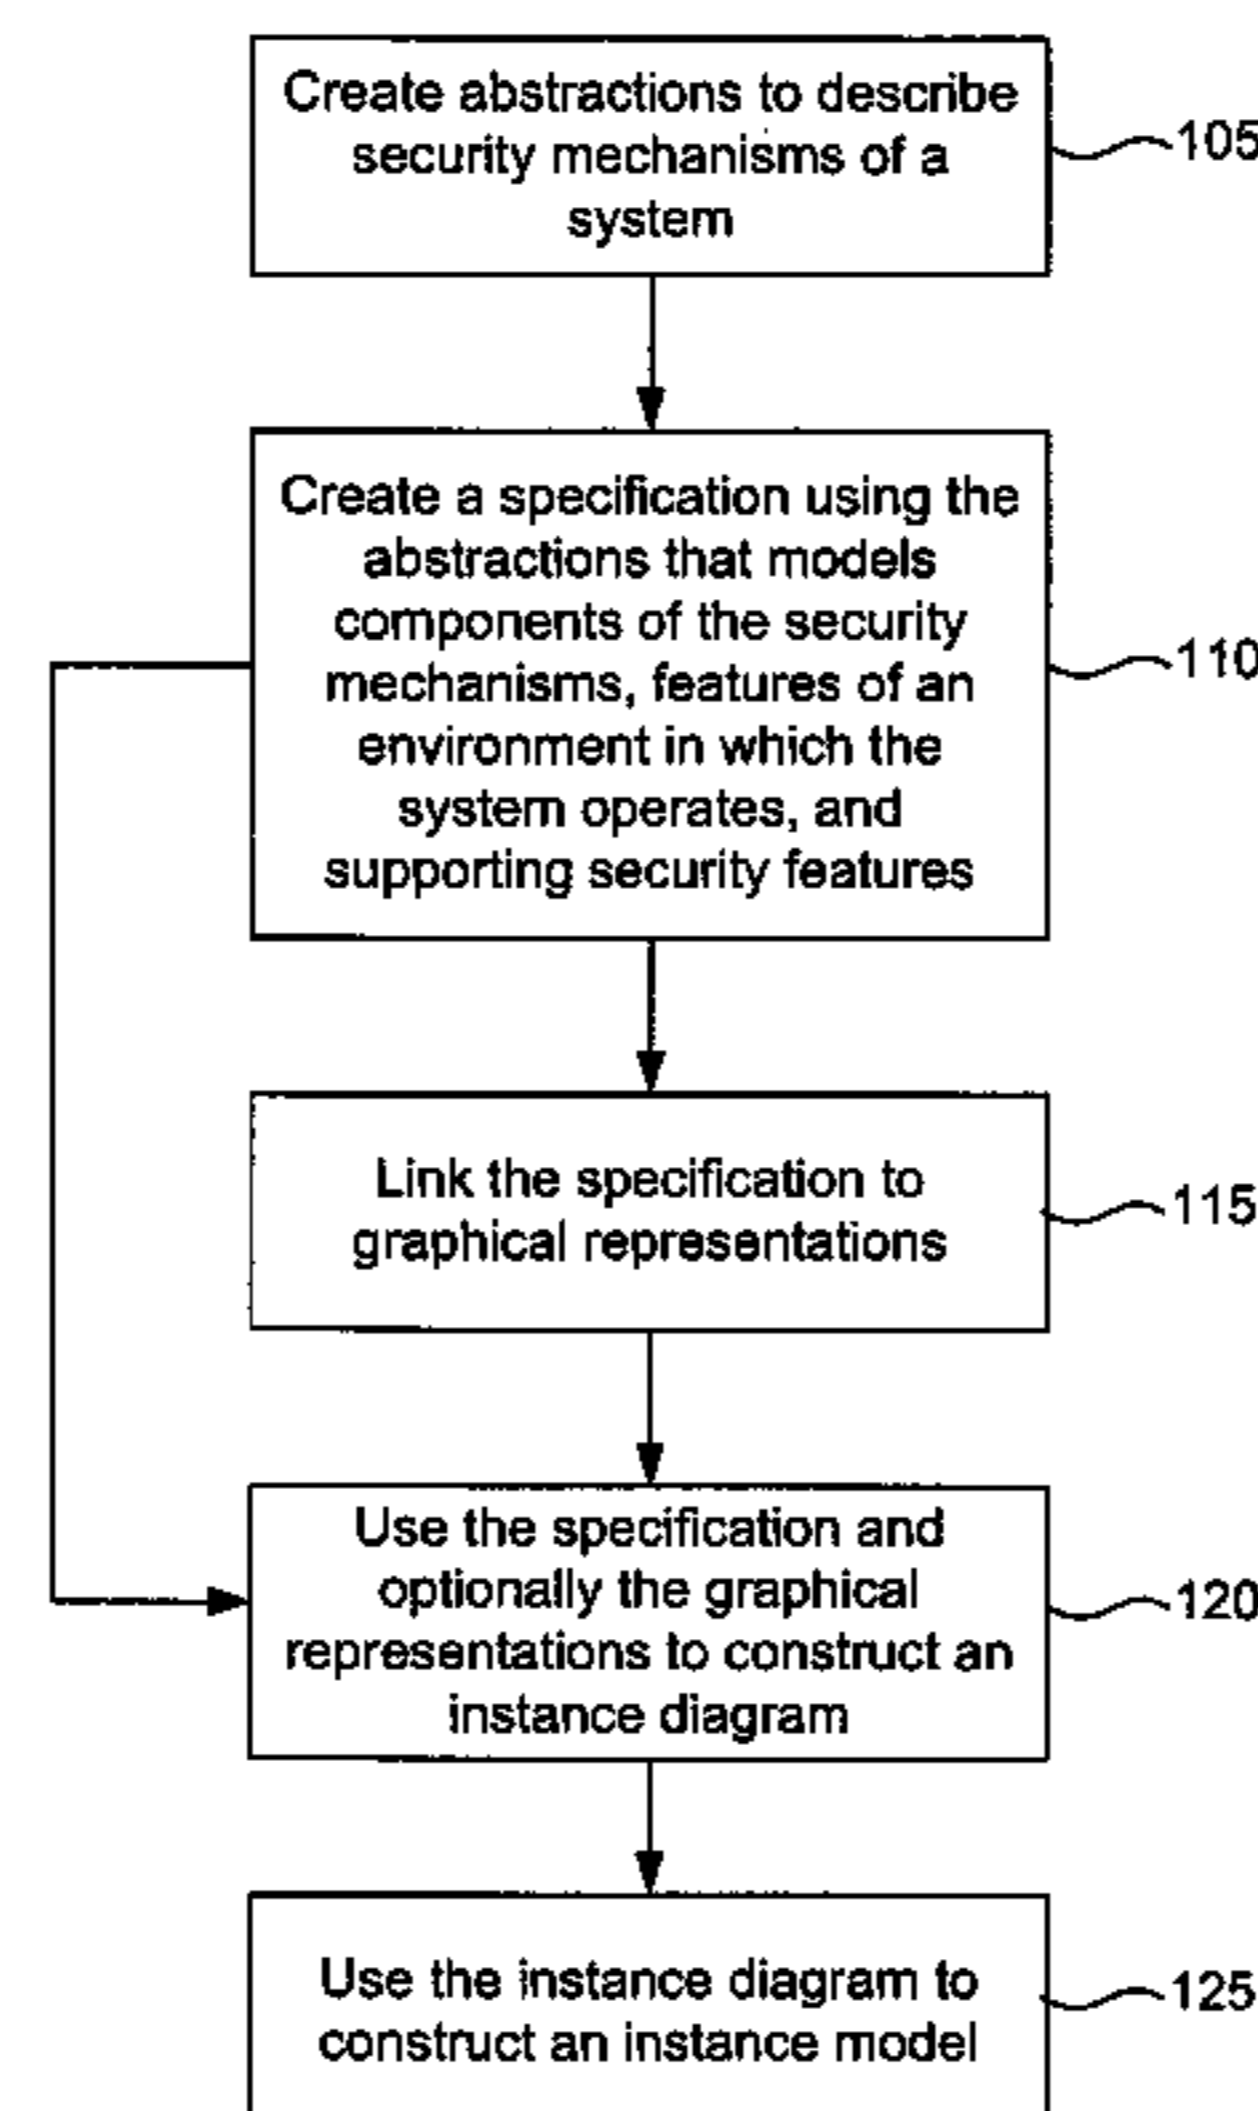 Create abstractions to describe
security mechanisms of a
system
105
Create a specification using the
abstractions that models
components of the security
mechanisms, features of an
environment in which the
system operates, and
supporting security features
110
Link the specification to
graphical representations
115
Use the specification and
optionally the graphical
representations to construct an
instance diagram
120
Use the instance diagram to
construct an instance model
125